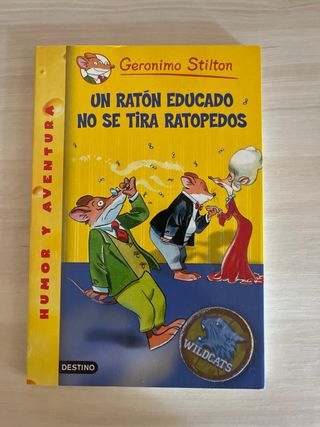 Geronimo Stilton
UN RATÓN EDUCADO
NO SE TIRA RATOPEDOS
HUMOR Y AVENTURA
WILDCATS
DESTINO